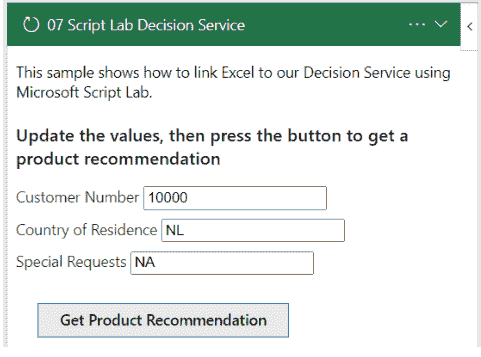 07 Script Lab Decision Service
This sample shows how to link Excel to our Decision Service using
Microsoft Script Lab.
Update the values, then press the button to get a
product recommendation
Customer Number 10000
Country of Residence NL
Special Requests NA
Get Product Recommendation